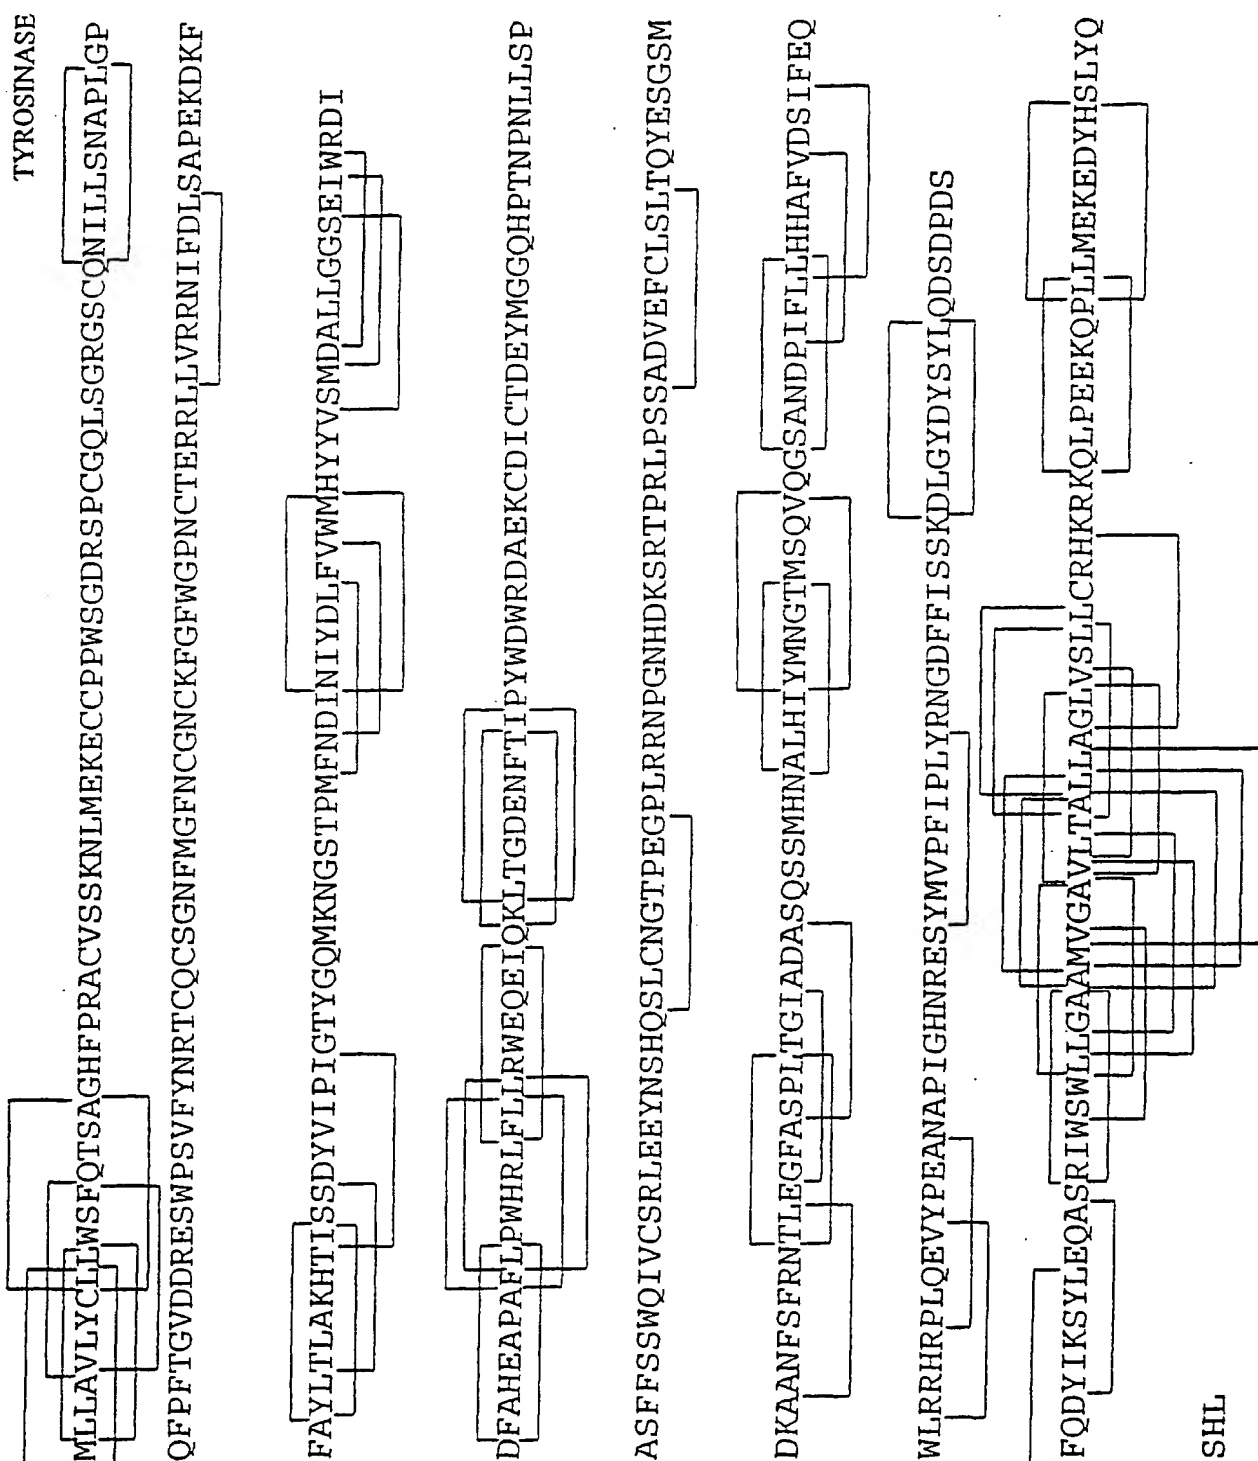 TYROSINASE
MLLAVLYCLLWSFQTSAGHFPRACVSSKNLMEKECCPPWSGDRSPCGQLSGRGSCQNILLSNAPLGP
QFPFTGVDDRESWPSVFYNRTCQCSGNFMGFNCGNCKFGFWGPNCTERRLLVRRNIFDLSAPEKDKF
FAYLTLAKHTISSDYVIPIGTYGQMKNGSTPMFNDINIYDLFVWMHYYVSMDALLGGSEIWRDI
DFAHEAPAFLPWHRLFLLRWEQEIQKLTGDENFTIPYWDWRDAEKCDICTDEYMGGQHPTNPNLLSP
ASFFSSWQIVCSRLEEYNSHQSLCNGTPEGPLRRNPGNHDKSRTPRLPSSADVEFCLSLTQYESGSM
DKAANFSFRNTLEGFASPLTGIADASQSSMHNALHIYMNGTMSQVQGSANDPIFLLHHAFVDSIFEQ
WLRRHRPLQEVYPEANAPIGHNRESYMVPFIPLYRNGDFFISSKDLGYDYSYLQDSDPDS
FQDYIKSYLEQASRIWSWLLGAAMVGAVLTALLAGLVSLLCRHKRKQLPEEKQPLLMEKEDYHSLYQ
SHL